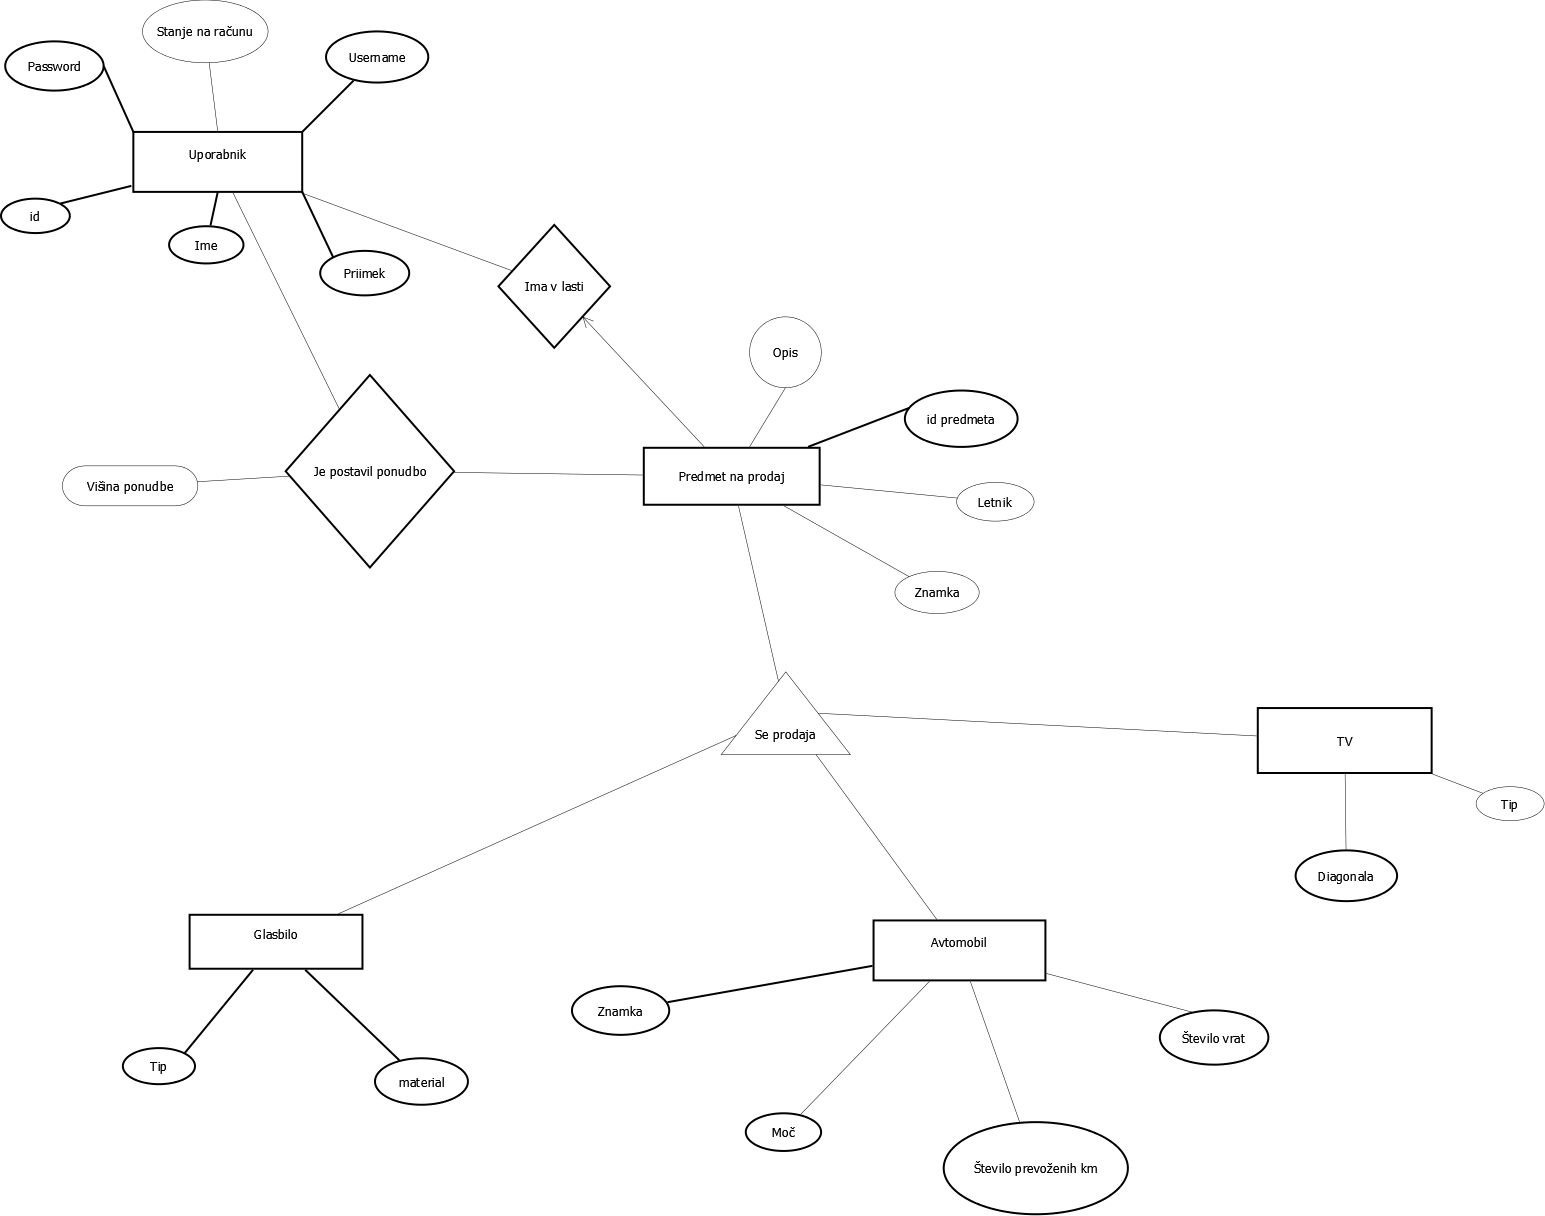 Stanje na računu
Username
Password
Uporabnik
id
Ime
Priimek
Ima v lasti
Opis
id predmeta
Je postavil ponudbo
Predmet na prodaj
Višina ponudbe
Letnik
Znamka
Se prodaja
TV
Tip
Diagonala
Glasbilo
Avtomobil
Znamka
Število vrat
Tip
material
Moč
Število prevoženih km